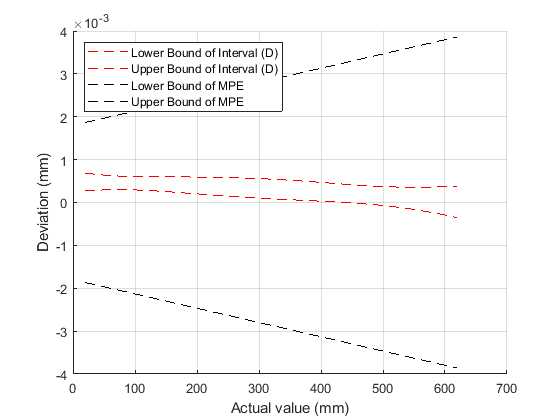 ×10⁻³
4
3
2
1
0
-1
-2
-3
-4
Deviation (mm)
Lower Bound of Interval (D)
Upper Bound of Interval (D)
Lower Bound of MPE
Upper Bound of MPE
0 100 200 300 400 500 600 700
Actual value (mm)